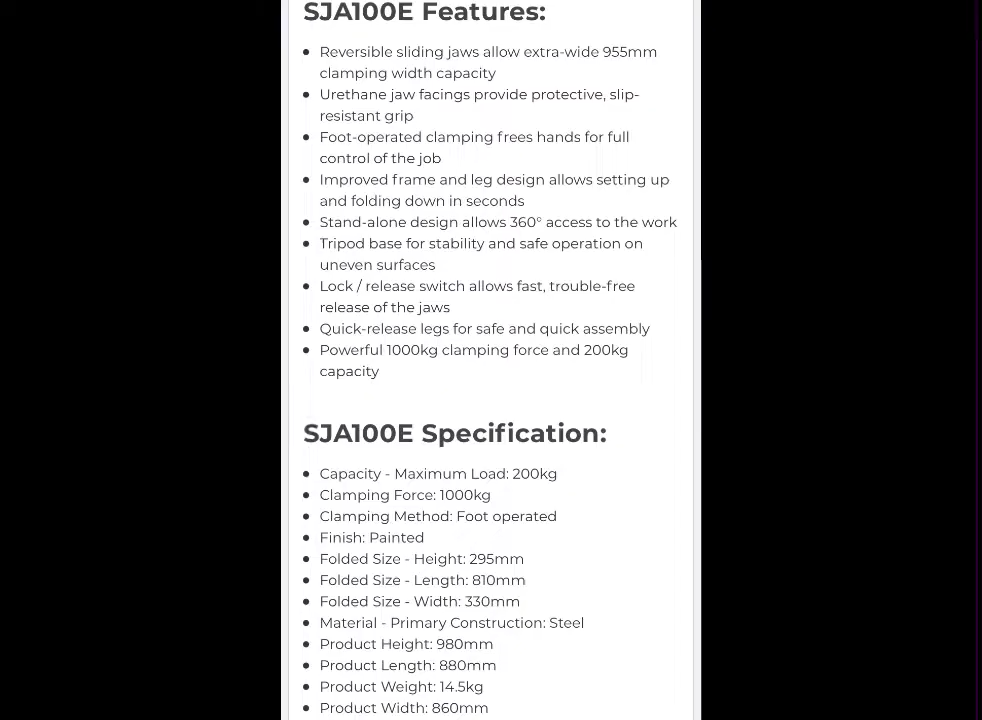 SJA100E Features:
Reversible sliding jaws allow extra-wide 955mm
clamping width capacity
Urethane jaw facings provide protective, slip-
resistant grip
Foot-operated clamping frees hands for full
control of the job
Improved frame and leg design allows setting up
and folding down in seconds
Stand-alone design allows 360° access to the work
Tripod base for stability and safe operation on
uneven surfaces
Lock / release switch allows fast, trouble-free
release of the jaws
Quick-release legs for safe and quick assembly
Powerful 1000kg clamping force and 200kg
capacity
SJA100E Specification:
Capacity - Maximum Load: 200kg
Clamping Force: 1000kg
Clamping Method: Foot operated
Finish: Painted
Folded Size - Height: 295mm
Folded Size - Length: 810mm
Folded Size - Width: 330mm
Material - Primary Construction: Steel
Product Height: 980mm
Product Length: 880mm
Product Weight: 14.5kg
Product Width: 860mm